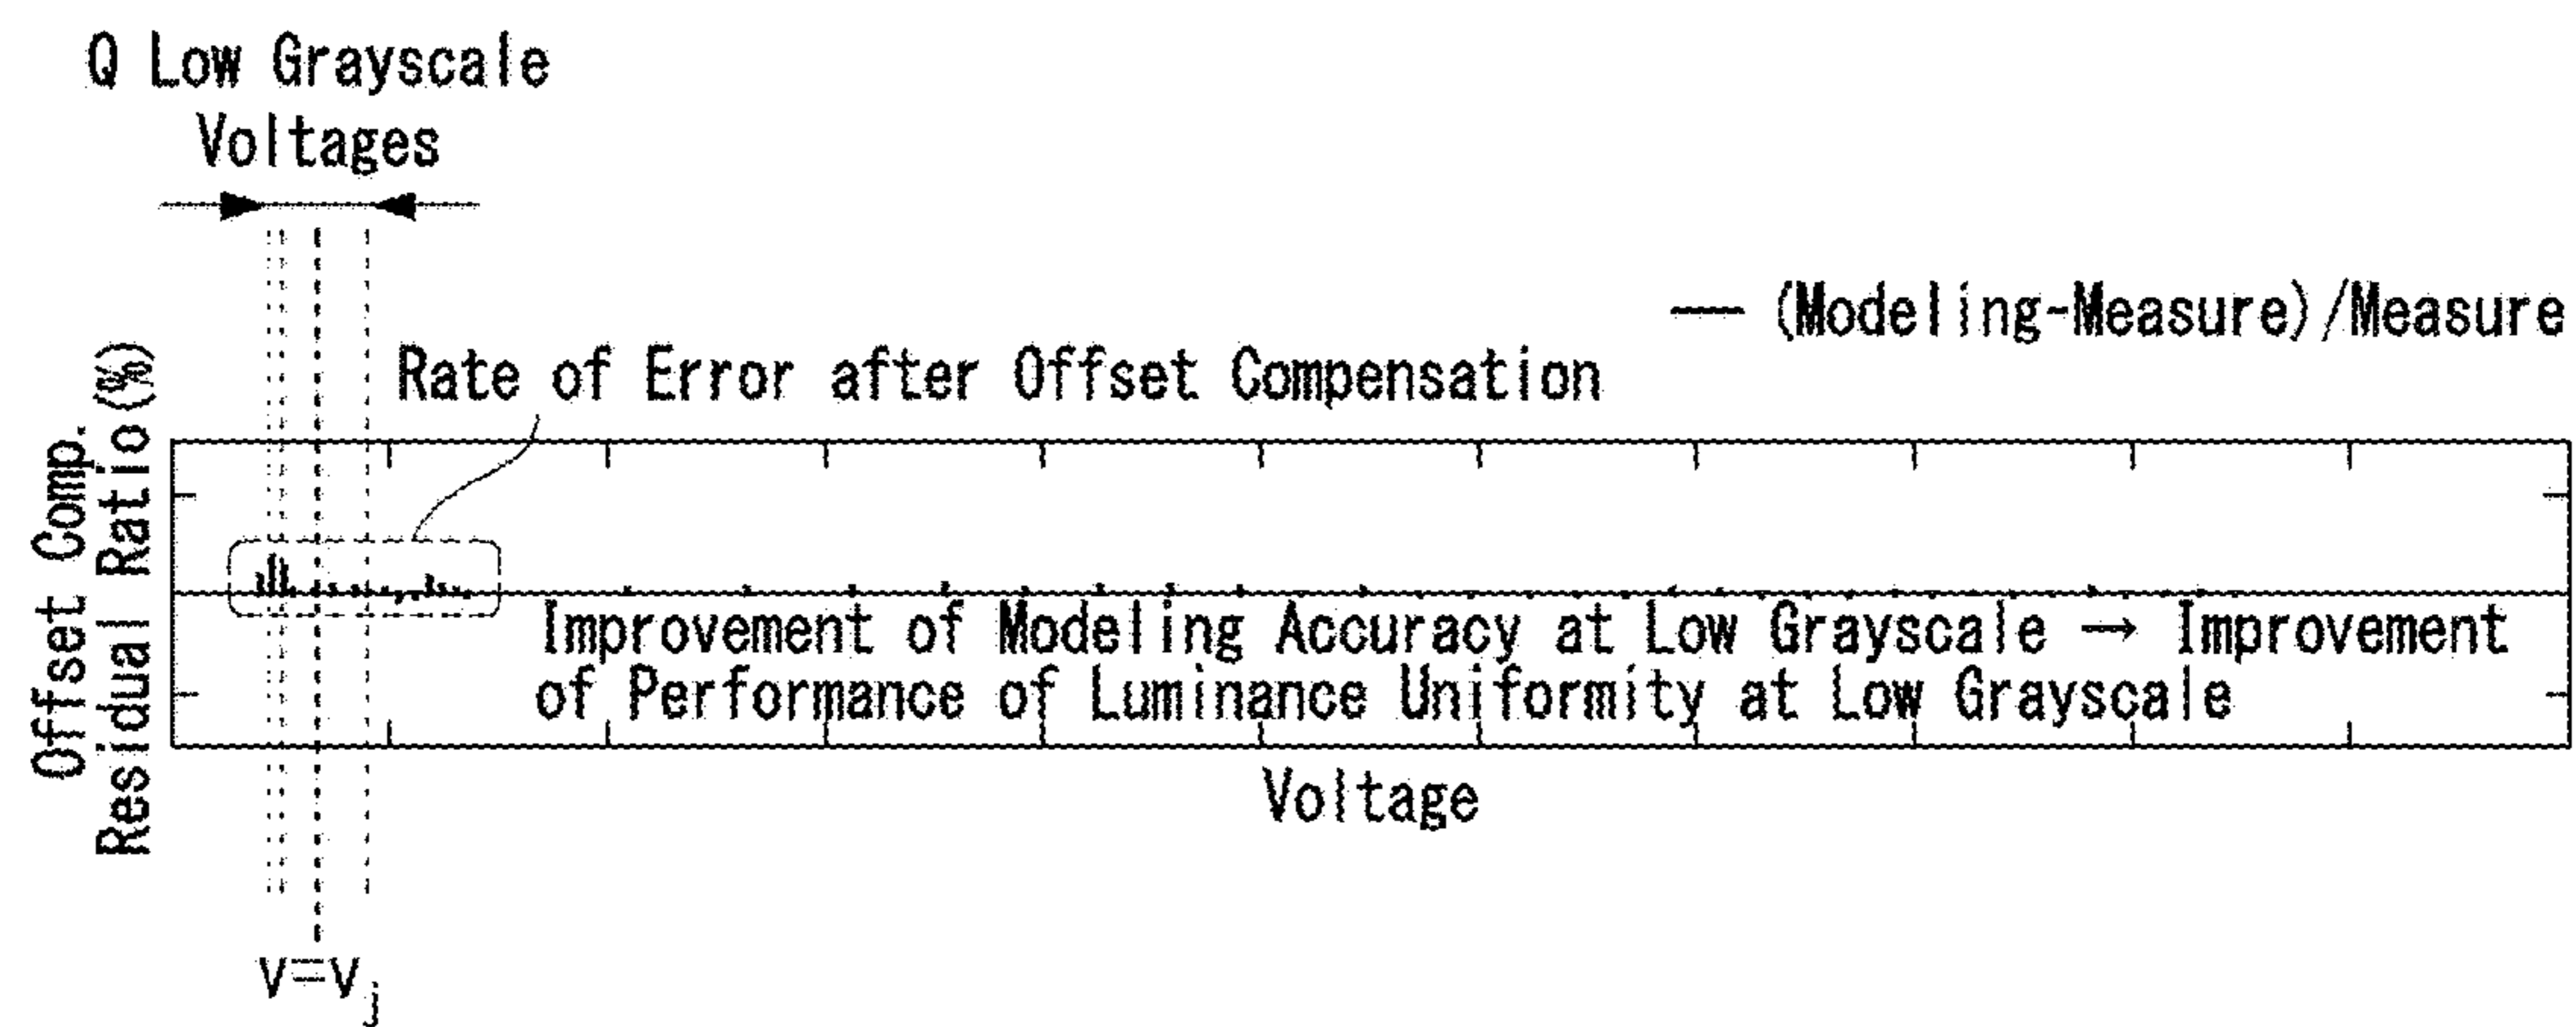 Q Low Grayscale
Voltages
— (Modeling-Measure)/Measure
Rate of Error after Offset Compensation
Offset Comp.
Residual Ratio(%)
Improvement of Modeling Accuracy at Low Grayscale → Improvement
of Performance of Luminance Uniformity at Low Grayscale
Voltage
v=vj